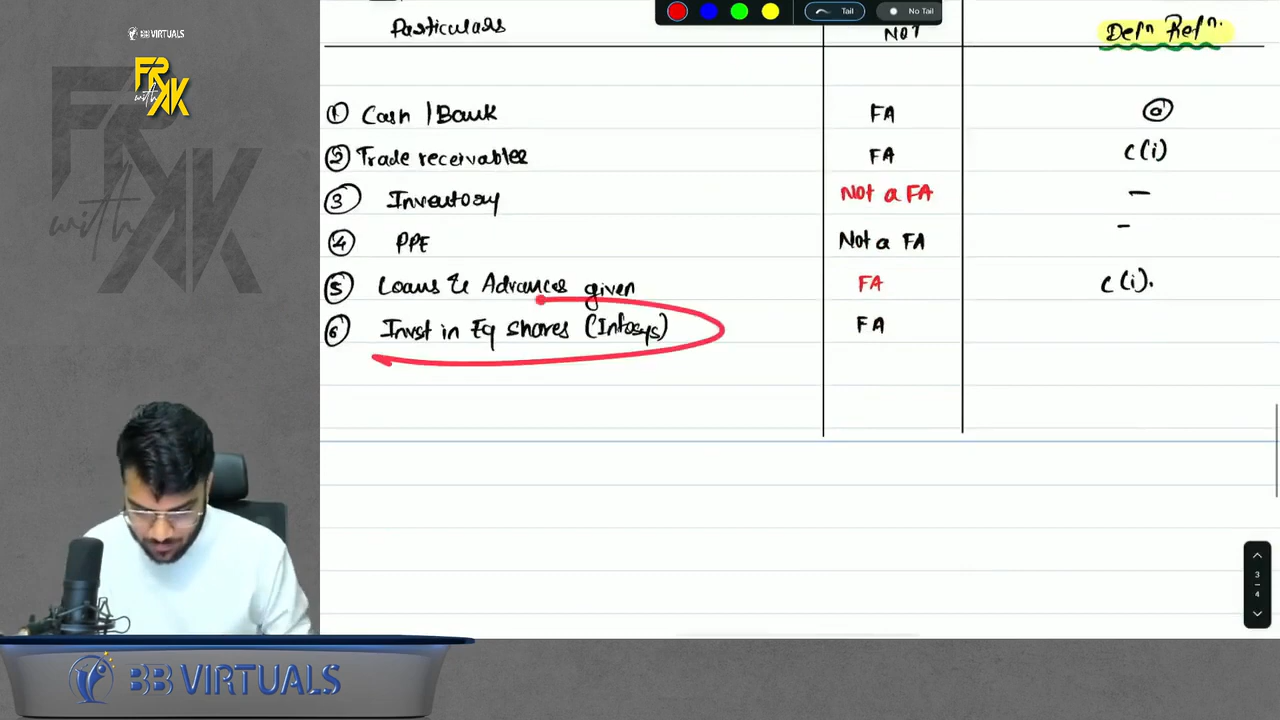 Tail
No Tail
Particulars
NOT
Defn Refn.
BB VIRTUALS
FR
with AK
① Cash / Bank FA ⓐ
② Trade receivables FA c(i)
③ Inventory Not a FA –
④ PPE Not a FA –
⑤ Loans & Advances given FA c(i).
⑥ Invst in Eq shares (Infosys) FA
3
4
BB VIRTUALS